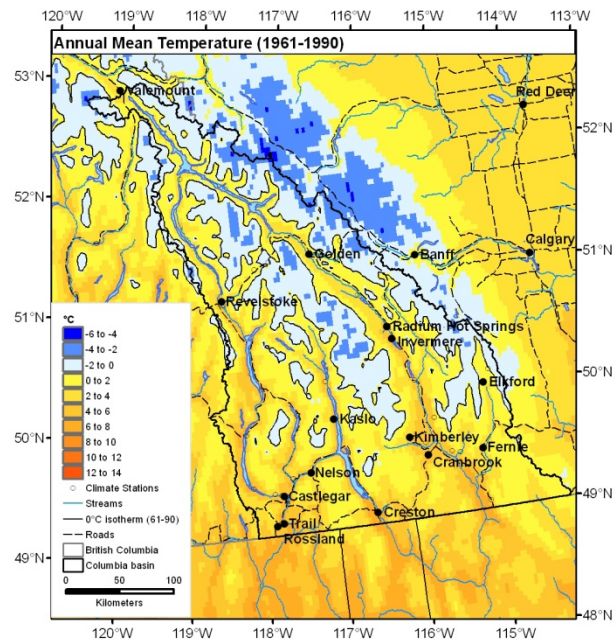 120°W 119°W 118°W 117°W 116°W 115°W 114°W 113°W
Annual Mean Temperature (1961-1990)
53°N
Valemount
Red Deer
52°N
52°N
Calgary
Banff
Golden
51°N
Revelstoke
51°N
Radium Hot Springs
Invermere
50°N
Elkford
Kaslo
50°N
Kimberley
Fernie
Cranbrook
Nelson
49°N
Castlegar
Creston
Trail
Rossland
49°N
48°N
°C
-6 to -4
-4 to -2
-2 to 0
0 to 2
2 to 4
4 to 6
6 to 8
8 to 10
10 to 12
12 to 14
Climate Stations
Streams
0°C isotherm (61-90)
Roads
British Columbia
Columbia basin
0 50 100
Kilometers
120°W 119°W 118°W 117°W 116°W 115°W 114°W